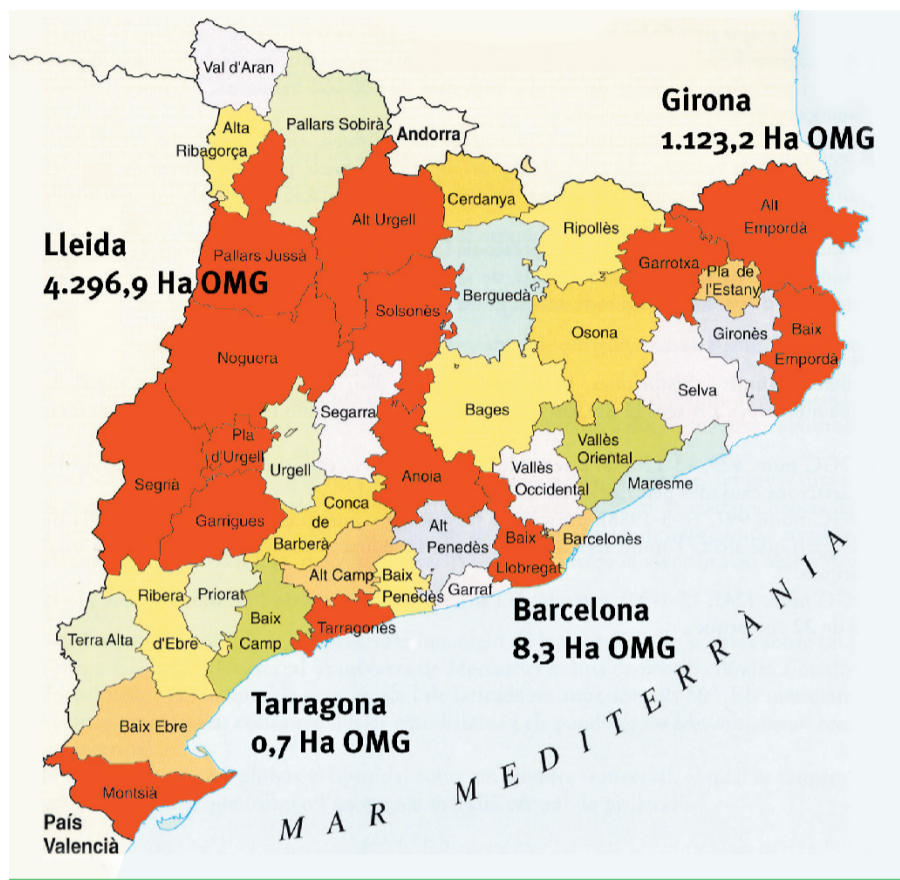 Val d'Aran
Pallars Sobirà
Andorra
Alta
Ribagorça
Girona
1.123,2 Ha OMG
Cerdanya
Alt Urgell
Ripollès
Alt
Empordà
Lleida
4.296,9 Ha OMG
Pallars Jussà
Garrotxa
Pla de
l'Estany
Berguedà
Solsonès
Osona
Gironès
Baix
Empordà
Noguera
Selva
Segarra
Bages
Pla
d'Urgell
Urgell
Vallès
Oriental
Segrià
Anoia
Vallès
Occidental
Maresme
Garrigues
Conca
de
Barberà
Alt
Penedès
Baix
Llobregat
Barcelonès
Alt Camp
Baix
Penedès
Garraf
Ribera
d'Ebre
Priorat
Baix
Camp
Tarragonès
Barcelona
8,3 Ha OMG
Terra Alta
Tarragona
0,7 Ha OMG
Baix Ebre
Montsià
MAR MEDITERRÀNIA
País
Valencià